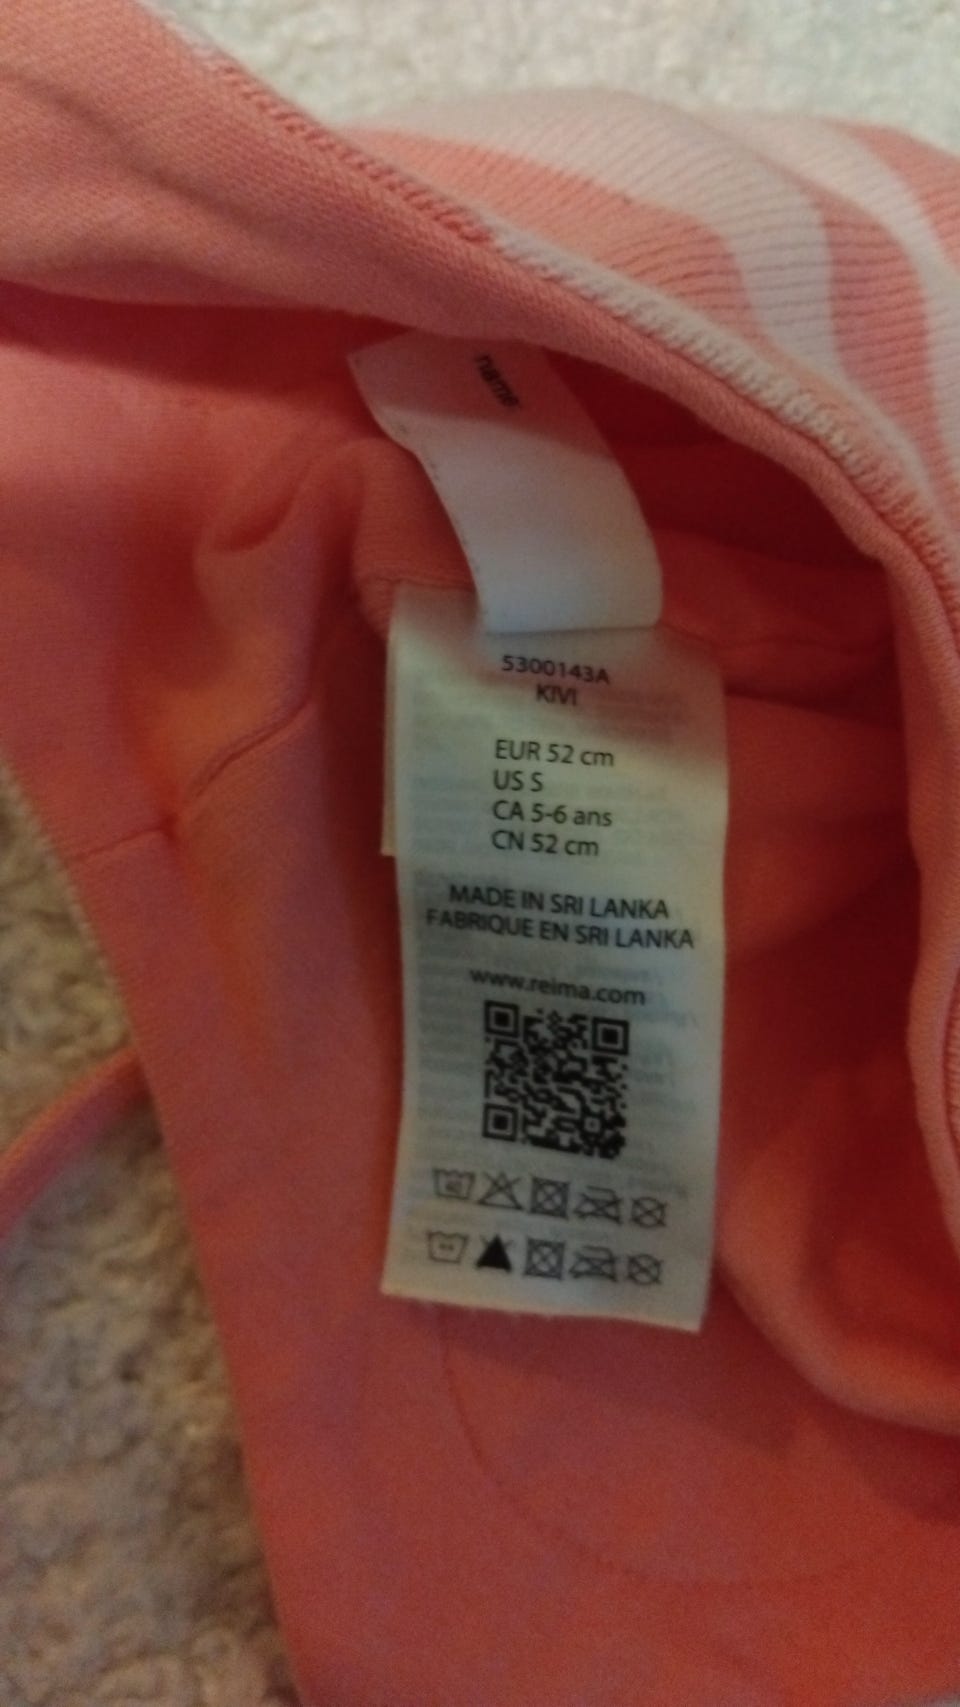 name
5300143A
KIVI
EUR 52 cm
US S
CA 5-6 ans
CN 52 cm
MADE IN SRI LANKA
FABRIQUE EN SRI LANKA
www.reima.com